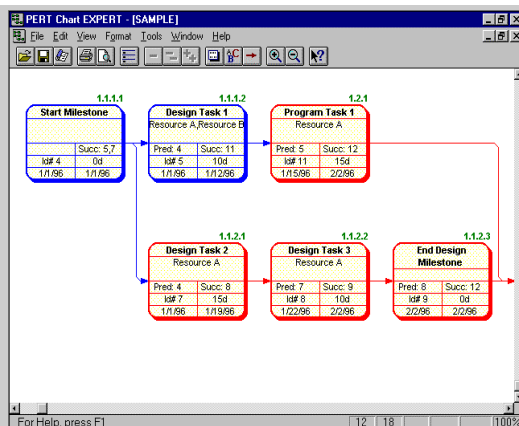 PERT Chart EXPERT - [SAMPLE]
File Edit View Format Tools Window Help
1.1.1.1
Start Milestone
Succ: 5,7
Id# 4 0d
1/1/96 1/1/96
1.1.1.2
Design Task 1
Resource A,Resource B
Pred: 4 Succ: 11
Id# 5 10d
1/1/96 1/12/96
1.2.1
Program Task 1
Resource A
Pred: 5 Succ: 12
Id# 11 15d
1/15/96 2/2/96
1.1.2.1
Design Task 2
Resource A
Pred: 4 Succ: 8
Id# 7 15d
1/1/96 1/19/96
1.1.2.2
Design Task 3
Resource A
Pred: 7 Succ: 9
Id# 8 10d
1/22/96 2/2/96
1.1.2.3
End Design
Milestone
Pred: 8 Succ: 12
Id# 9 0d
2/2/96 2/2/96
For Help, press F1 12 18 100%